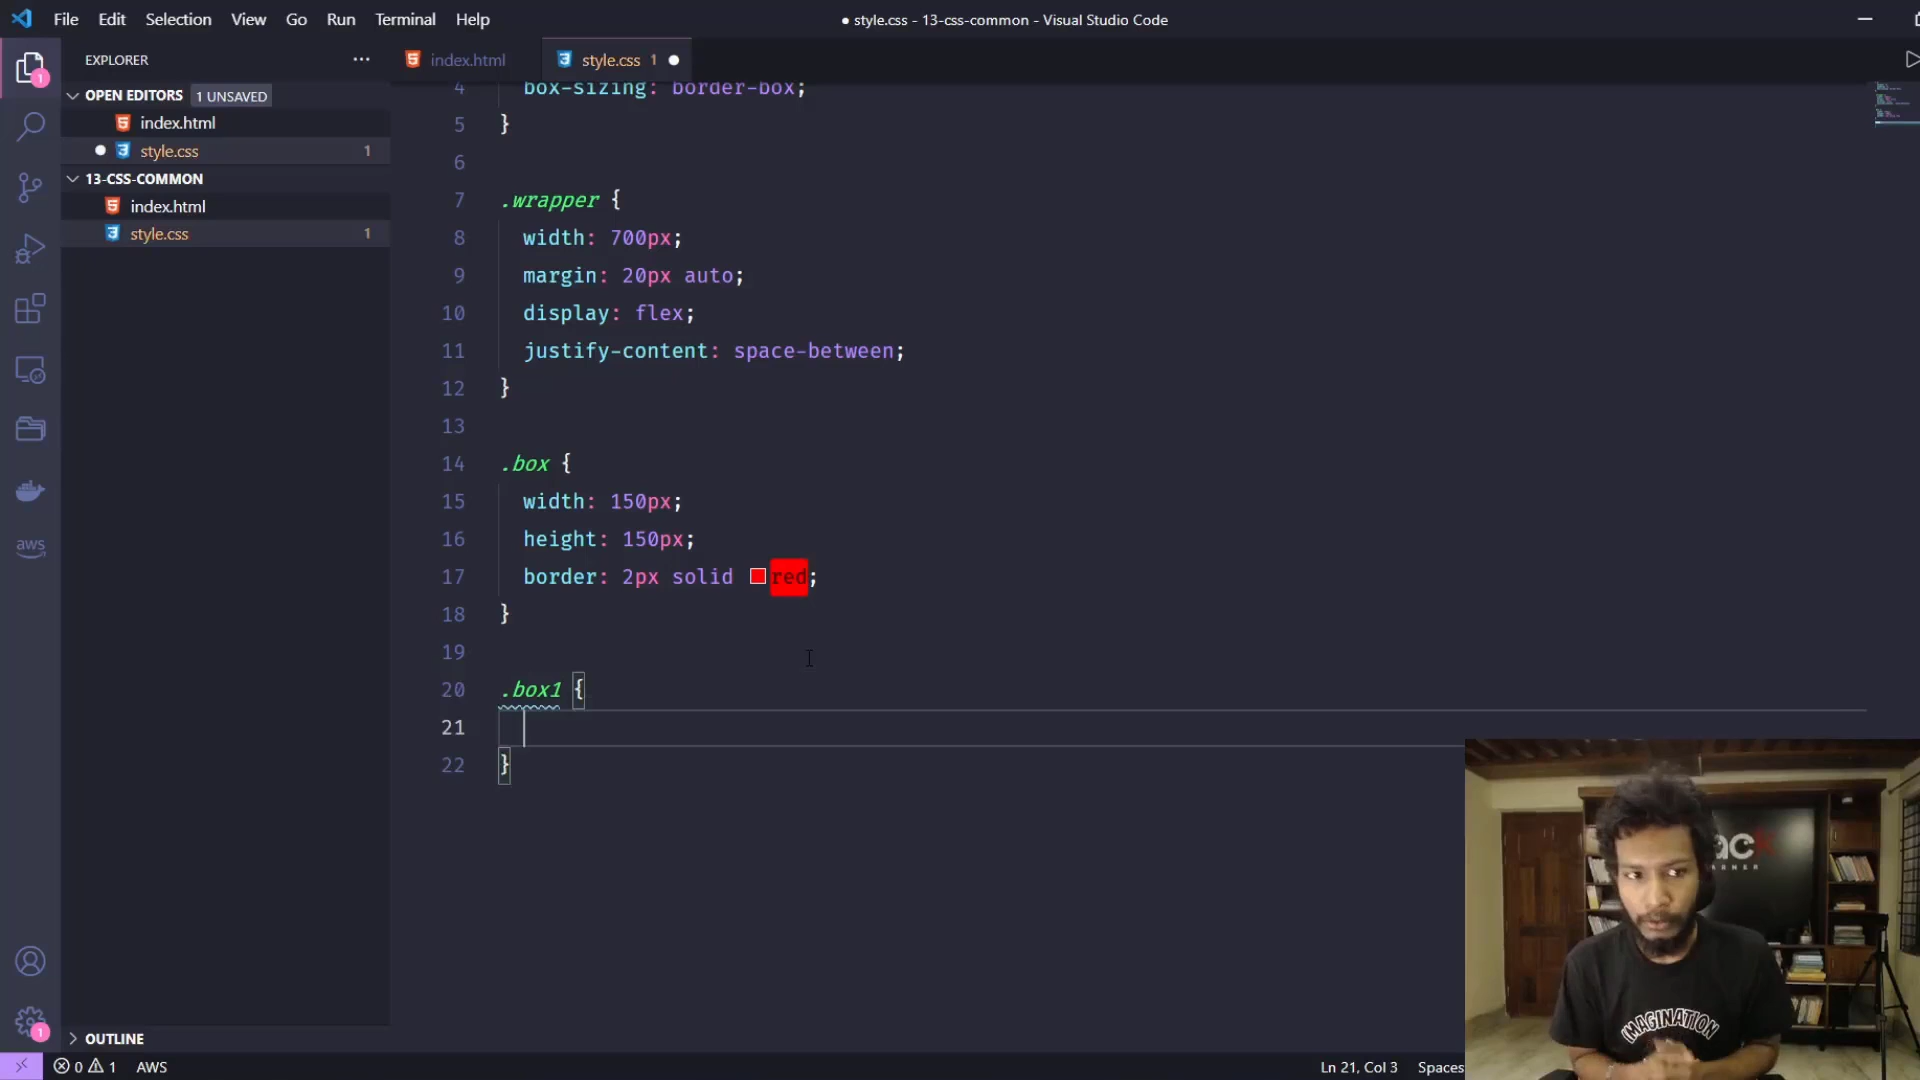 File Edit Selection View Go Run Terminal Help
● style.css - 13-css-common - Visual Studio Code
EXPLORER
OPEN EDITORS 1 UNSAVED
index.html
style.css 1
13-CSS-COMMON
index.html
style.css 1
OUTLINE
1
aws
1
index.html
style.css 1
4 box-sizing: border-box;
5 }
6
7 .wrapper {
8 width: 700px;
9 margin: 20px auto;
10 display: flex;
11 justify-content: space-between;
12 }
13
14 .box {
15 width: 150px;
16 height: 150px;
17 border: 2px solid red;
18 }
19
20 .box1 {
21
22 }
IMAGINATION
0 1 AWS
Ln 21, Col 3 Spaces